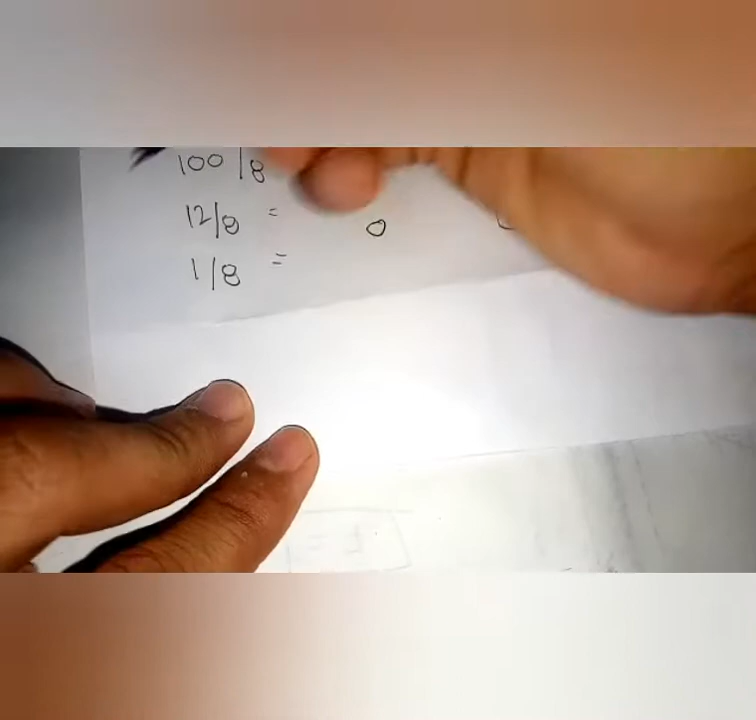 100/8
12/8 = 0
1/8 =